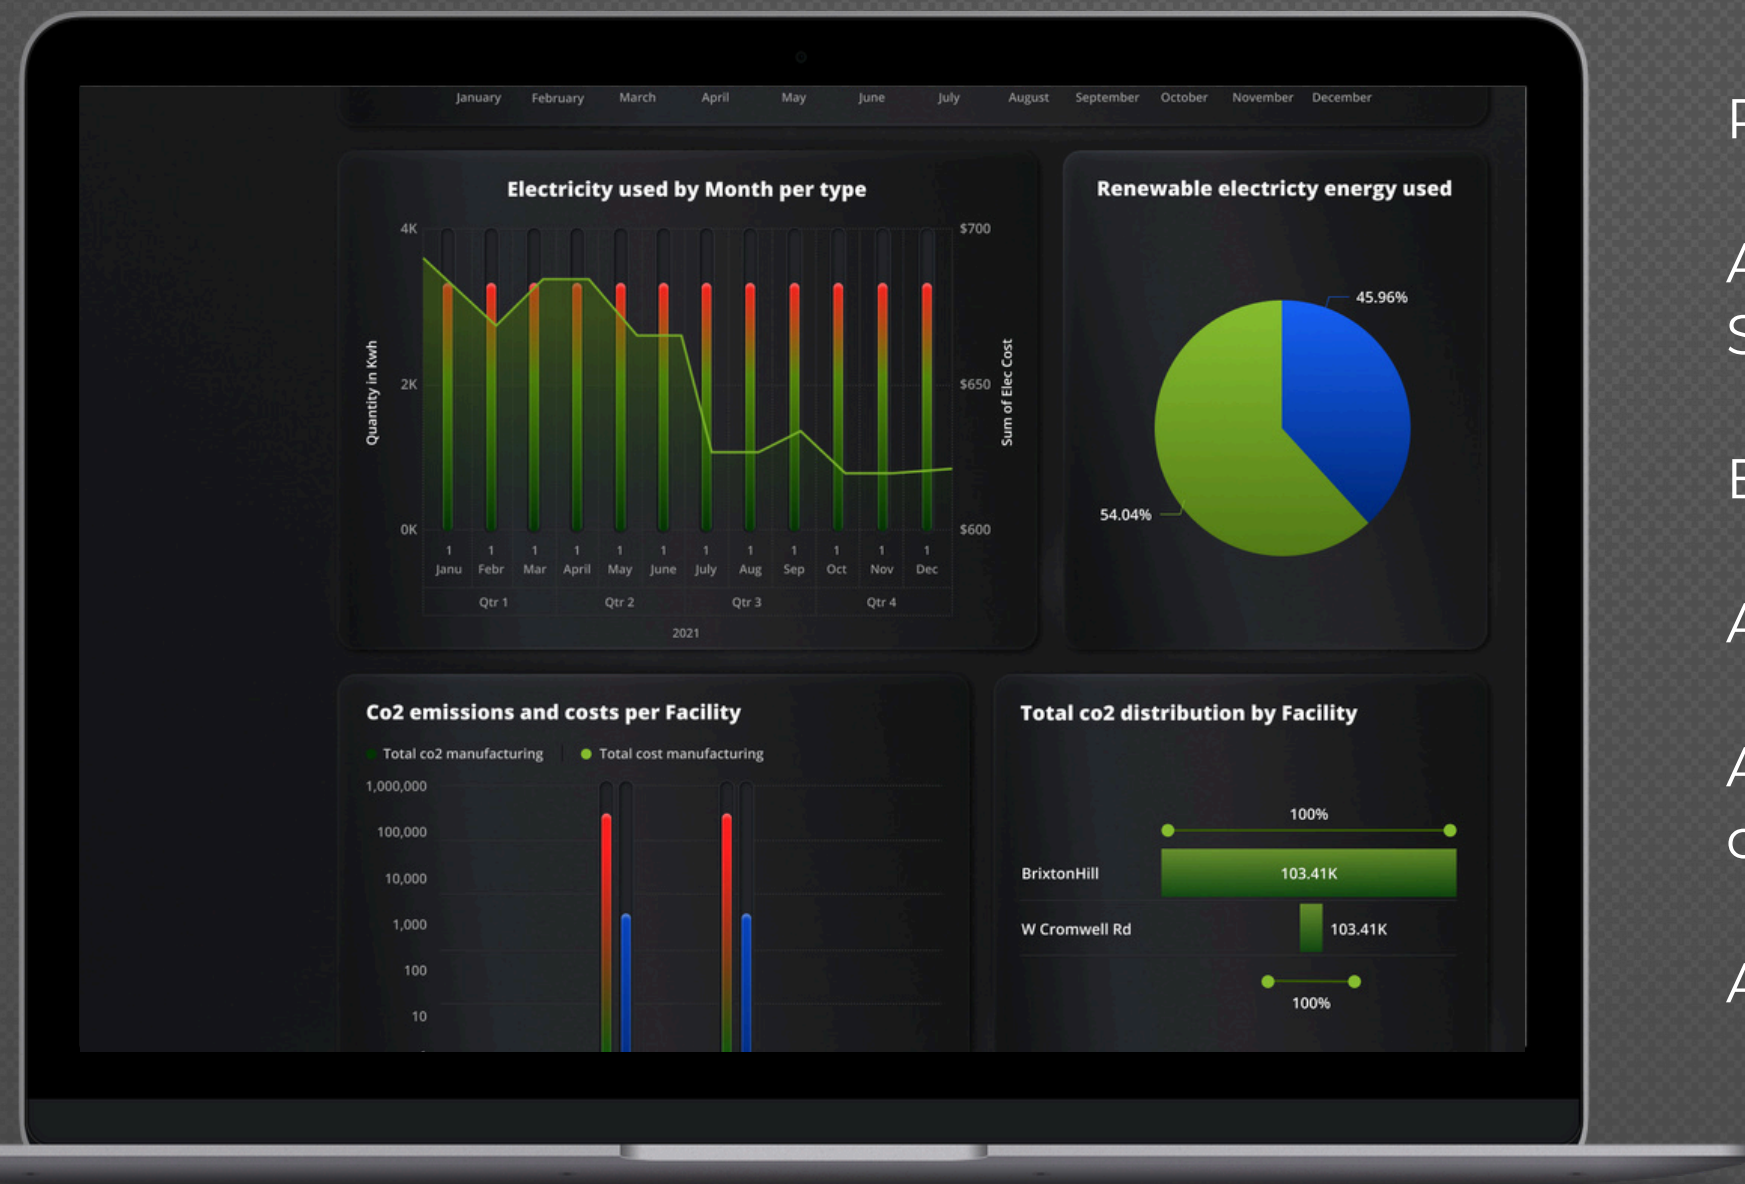 January February March April May June July August September October November December
Electricity used by Month per type
4K
2K
0K
Quantity in Kwh
$700
$650
$600
Sum of Elec Cost
1 1 1 1 1 1 1 1 1 1 1 1
Janu Febr Mar April May June July Aug Sep Oct Nov Dec
Qtr 1 Qtr 2 Qtr 3 Qtr 4
2021
Renewable electricty energy used
45.96%
54.04%
Co2 emissions and costs per Facility
Total co2 manufacturing Total cost manufacturing
1,000,000
100,000
10,000
1,000
100
10
Total co2 distribution by Facility
100%
BrixtonHill 103.41K
W Cromwell Rd 103.41K
100%